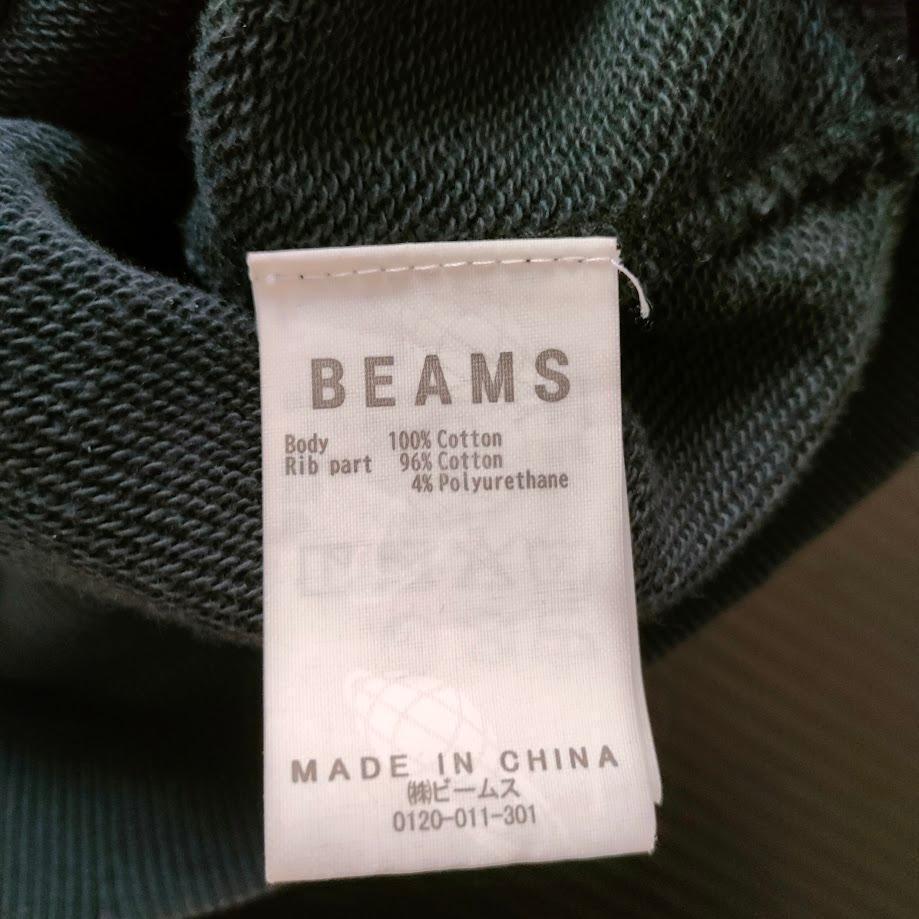 BEAMS
Body 100% Cotton
Rib part 96% Cotton
4% Polyurethane
MADE IN CHINA
㈱ビームス
0120-011-301